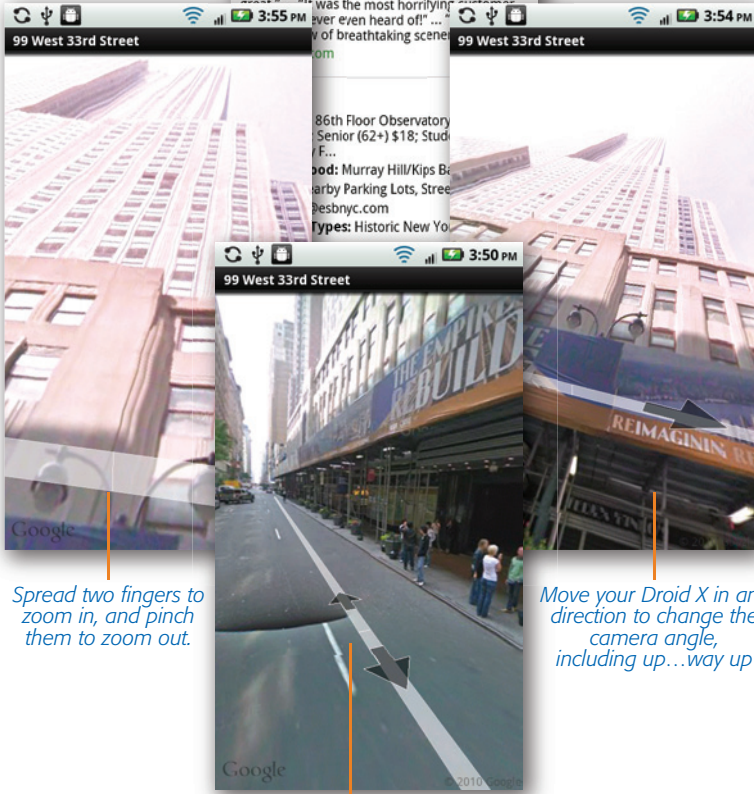 3:55 PM
99 West 33rd Street
was the most horrifying customer
ever even heard of!" ... "
of breathtaking scener
om
86th Floor Observatory
Senior (62+) $18; Stud
F...
ood: Murray Hill/Kips Ba
arby Parking Lots, Stree
@esbnyc.com
Types: Historic New Yo
3:54 PM
99 West 33rd Street
REIMAGININ RE
Google
3:50 PM
99 West 33rd Street
THE EMPIRE
REBUILD
Google
© 2010 Google
Spread two fingers to
zoom in, and pinch
them to zoom out.
Move your Droid X in an
direction to change the
camera angle,
including up...way up